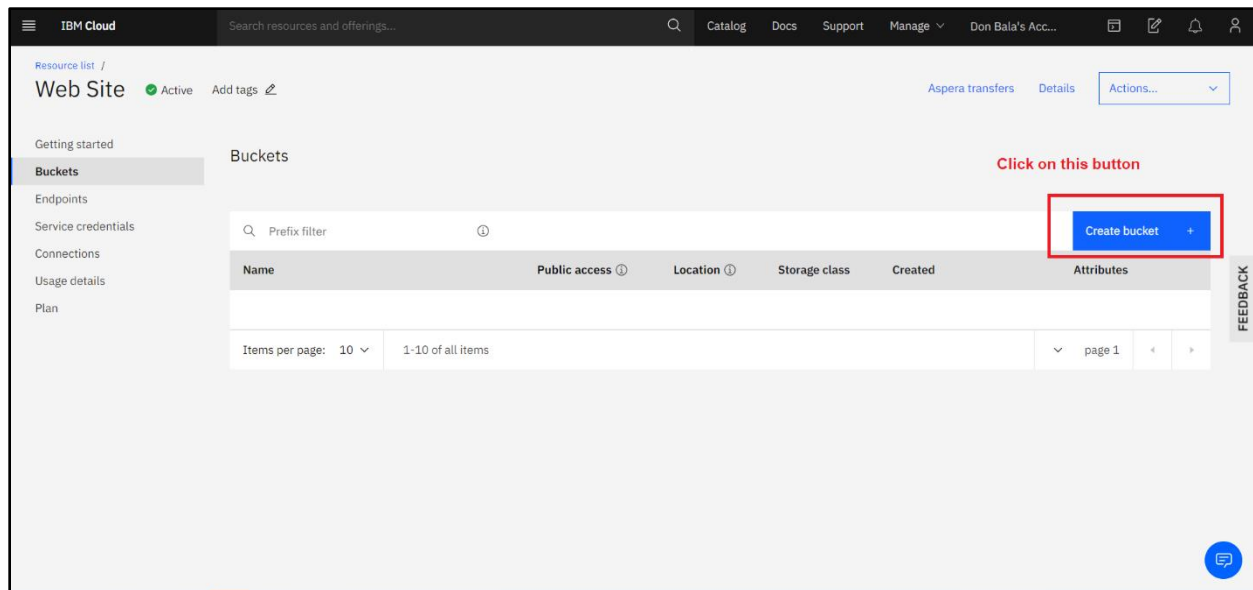 IBM Cloud Search resources and offerings... Catalog Docs Support Manage Don Bala's Acc...
Resource list /
Web Site Active Add tags Aspera transfers Details Actions...
Getting started
Buckets
Endpoints
Service credentials
Connections
Usage details
Plan
Buckets
Click on this button
Prefix filter Create bucket +
Name Public access Location Storage class Created Attributes
Items per page: 10 1-10 of all items page 1
FEEDBACK